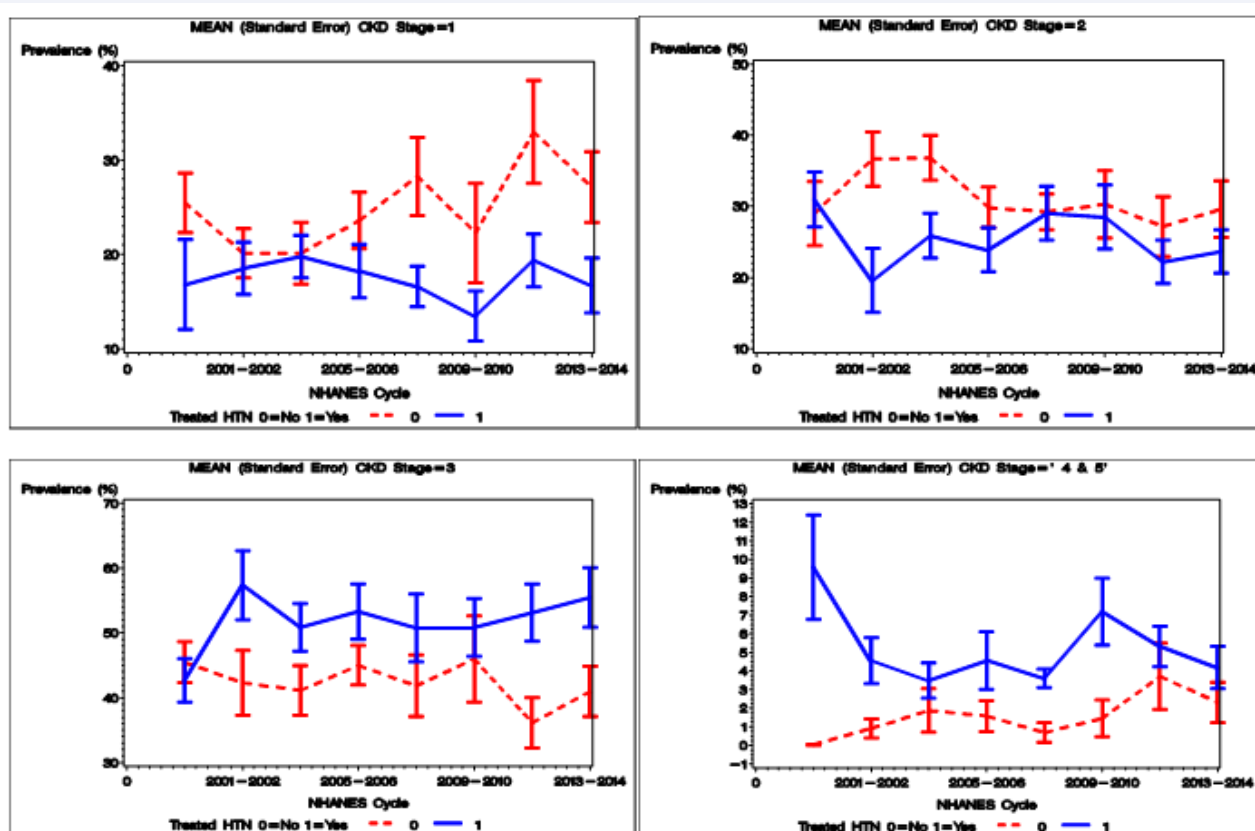 MEAN (Standard Error) CKD Stage=1
Prevalence (%)
40
30
20
10
0 2001-2002 2005-2006 2009-2010 2013-2014
NHANES Cycle
Treated HTN 0=No 1=Yes 0 1
MEAN (Standard Error) CKD Stage=2
Prevalence (%)
50
40
30
20
10
0 2001-2002 2005-2006 2009-2010 2013-2014
NHANES Cycle
Treated HTN 0=No 1=Yes 0 1
MEAN (Standard Error) CKD Stage=3
Prevalence (%)
70
60
50
40
30
0 2001-2002 2005-2006 2009-2010 2013-2014
NHANES Cycle
Treated HTN 0=No 1=Yes 0 1
MEAN (Standard Error) CKD Stage=' 4 & 5'
Prevalence (%)
13
12
11
10
9
8
7
6
5
4
3
2
1
0
-1
0 2001-2002 2005-2006 2009-2010 2013-2014
NHANES Cycle
Treated HTN 0=No 1=Yes 0 1